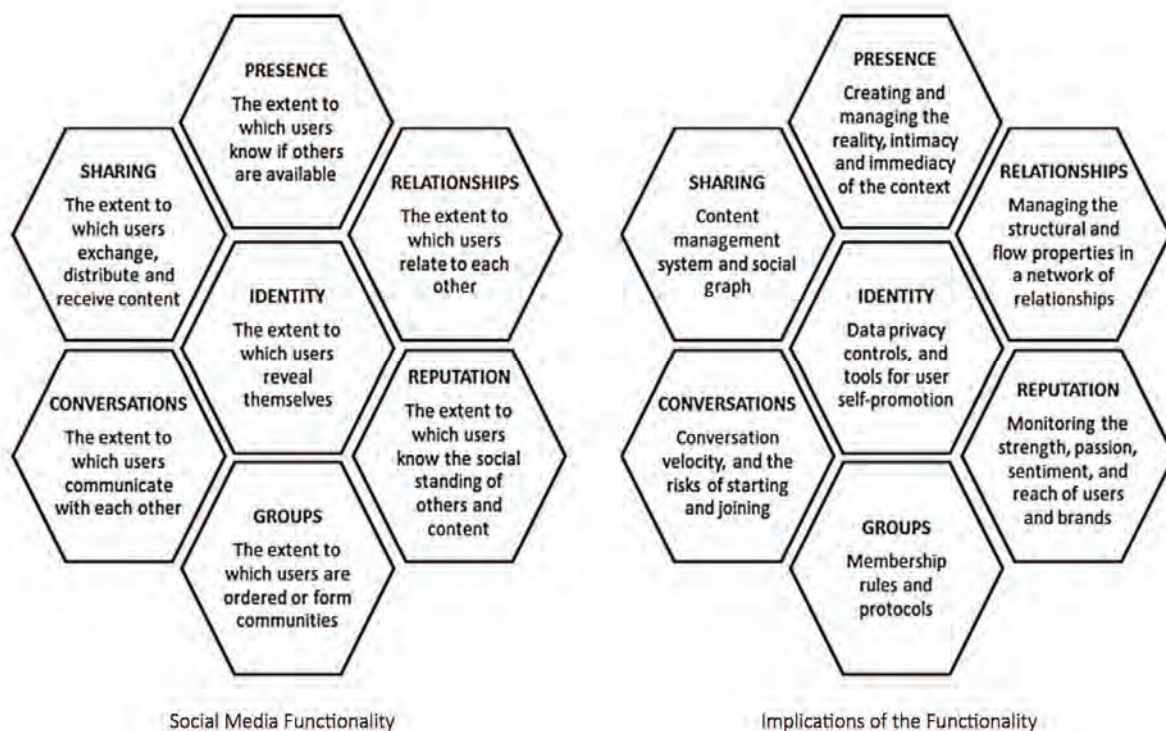 PRESENCE
The extent to
which users
know if others
are available
SHARING
The extent to
which users
exchange,
distribute and
receive content
RELATIONSHIPS
The extent to
which users
relate to each
other
IDENTITY
The extent to
which users
reveal
themselves
CONVERSATIONS
The extent to
which users
communicate
with each other
REPUTATION
The extent to
which users
know the social
standing of
others and
content
GROUPS
The extent to
which users are
ordered or form
communities
Social Media Functionality
PRESENCE
Creating and
managing the
reality, intimacy
and immediacy
of the context
SHARING
Content
management
system and social
graph
RELATIONSHIPS
Managing the
structural and
flow properties in
a network of
relationships
IDENTITY
Data privacy
controls, and
tools for user
self-promotion
CONVERSATIONS
Conversation
velocity, and the
risks of starting
and joining
REPUTATION
Monitoring the
strength, passion,
sentiment, and
reach of users
and brands
GROUPS
Membership
rules and
protocols
Implications of the Functionality